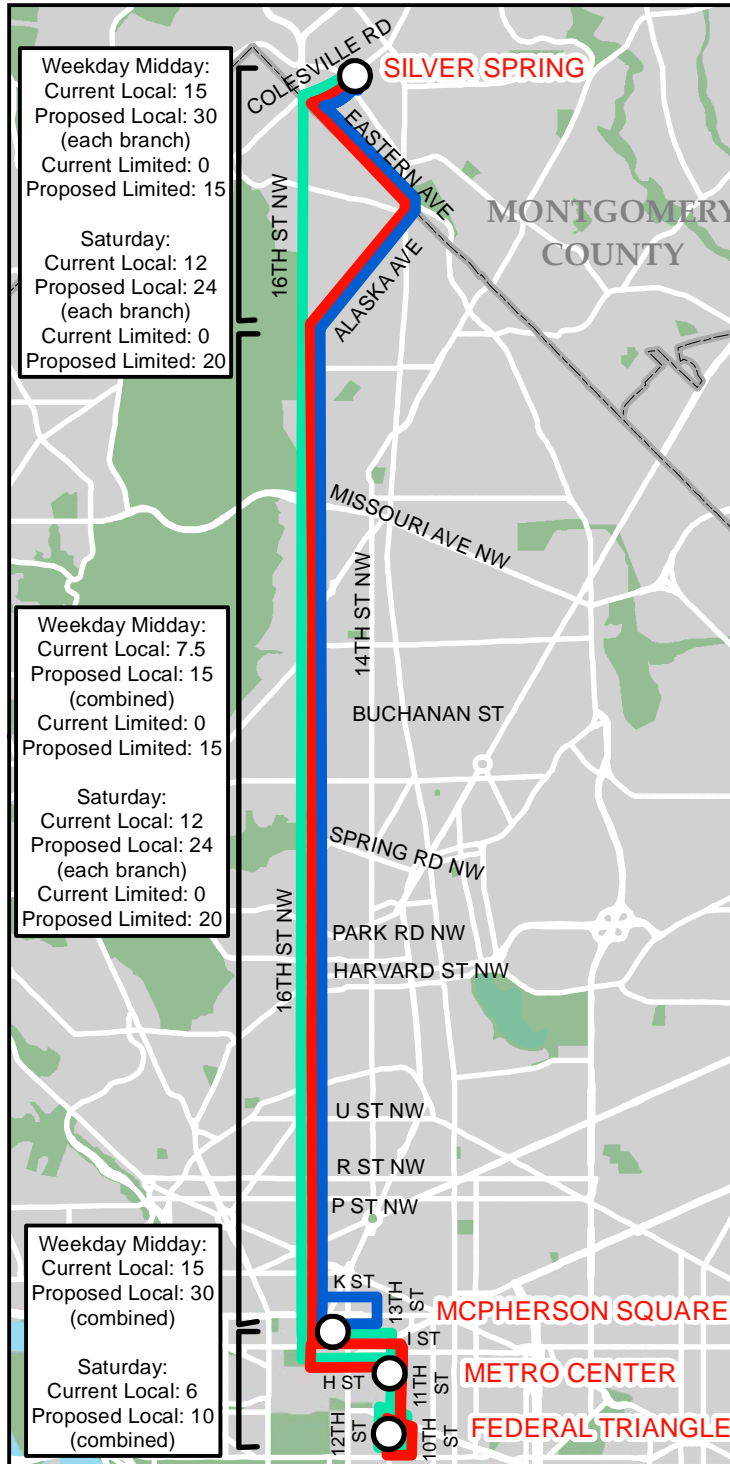 COLESVILLE RD
SILVER SPRING
Weekday Midday:
Current Local: 15
Proposed Local: 30
(each branch)
Current Limited: 0
Proposed Limited: 15
Saturday:
Current Local: 12
Proposed Local: 24
(each branch)
Current Limited: 0
Proposed Limited: 20
EASTERN AVE
16TH ST NW
MONTGOMERY
COUNTY
ALASKA AVE
MISSOURI AVE NW
14TH ST NW
Weekday Midday:
Current Local: 7.5
Proposed Local: 15
(combined)
Current Limited: 0
Proposed Limited: 15
Saturday:
Current Local: 12
Proposed Local: 24
(each branch)
Current Limited: 0
Proposed Limited: 20
BUCHANAN ST
SPRING RD NW
16TH ST NW
PARK RD NW
HARVARD ST NW
U ST NW
R ST NW
P ST NW
Weekday Midday:
Current Local: 15
Proposed Local: 30
(combined)
Saturday:
Current Local: 6
Proposed Local: 10
(combined)
K ST
13TH
ST
MCPHERSON SQUARE
I ST
H ST
11TH
ST
METRO CENTER
12TH
ST
10TH
ST
FEDERAL TRIANGLE